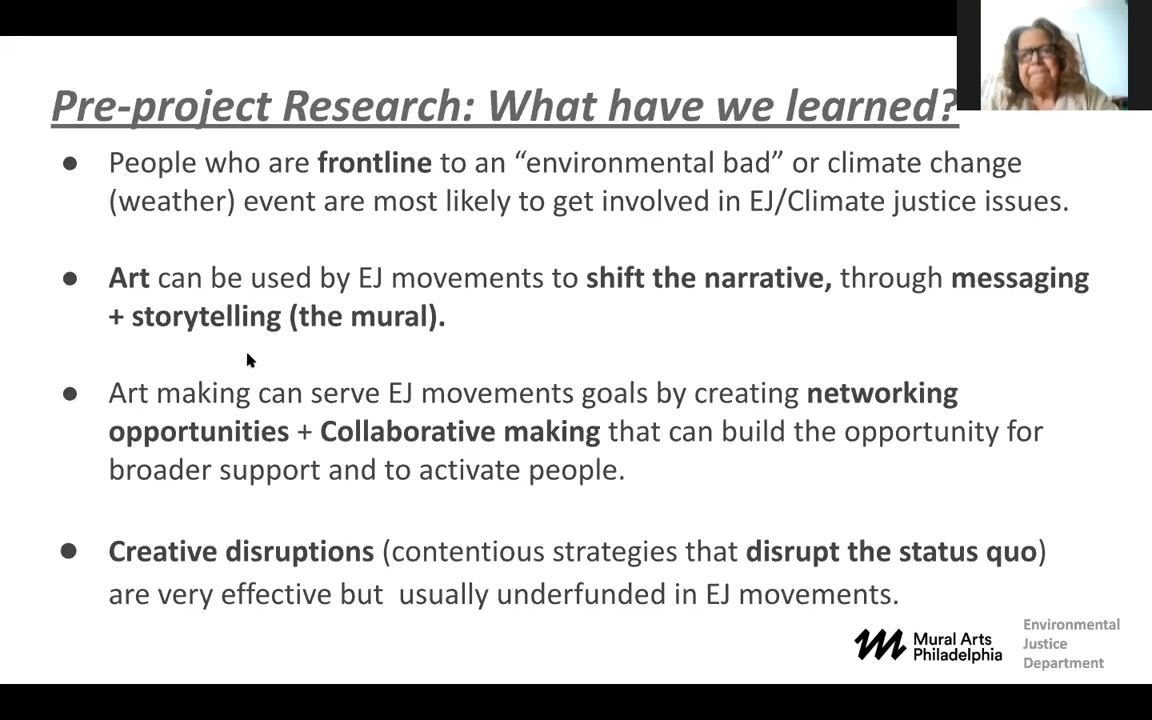 Pre-project Research: What have we learned?
● People who are frontline to an “environmental bad” or climate change
(weather) event are most likely to get involved in EJ/Climate justice issues.
● Art can be used by EJ movements to shift the narrative, through messaging
+ storytelling (the mural).
● Art making can serve EJ movements goals by creating networking
opportunities + Collaborative making that can build the opportunity for
broader support and to activate people.
● Creative disruptions (contentious strategies that disrupt the status quo)
are very effective but  usually underfunded in EJ movements.
Mural Arts
Philadelphia
Environmental
Justice
Department